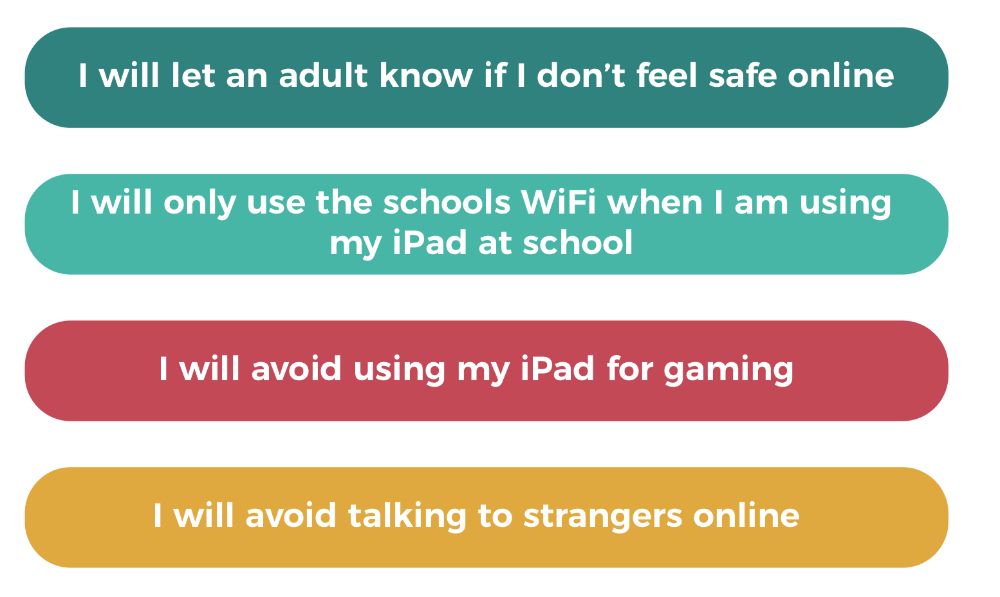 I will let an adult know if I don’t feel safe online
I will only use the schools WiFi when I am using
my iPad at school
I will avoid using my iPad for gaming
I will avoid talking to strangers online